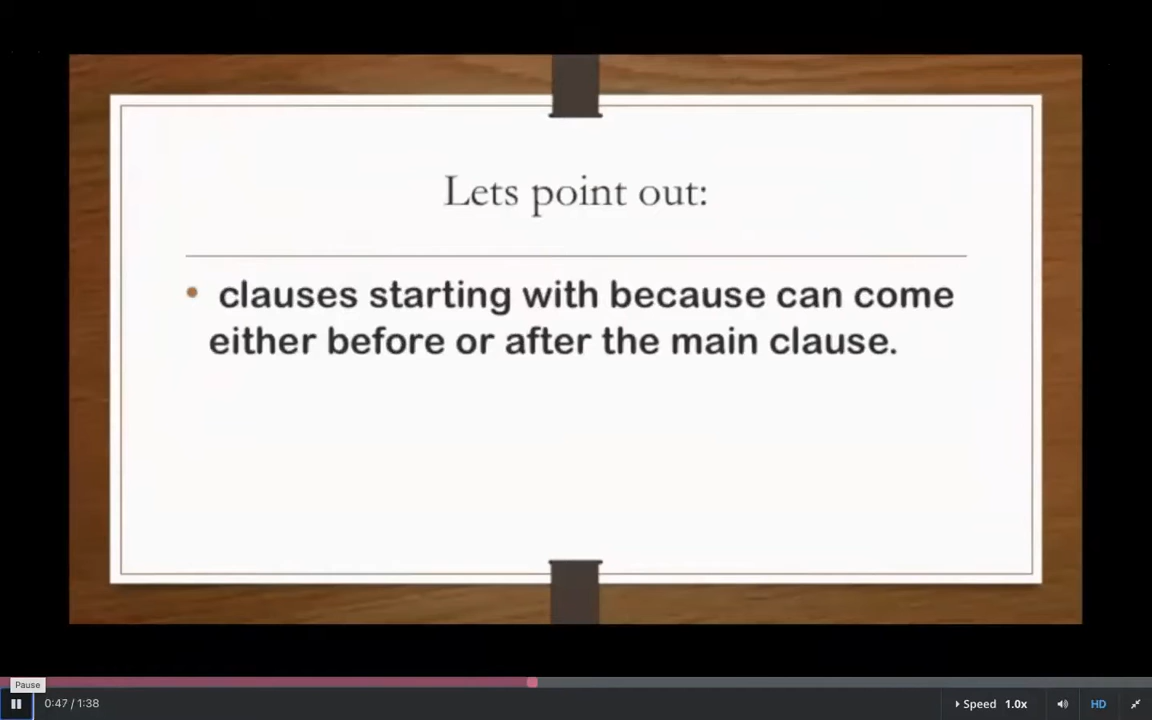 Lets point out:
• clauses starting with because can come
either before or after the main clause.
Pause
0:47 / 1:38
Speed 1.0x
HD